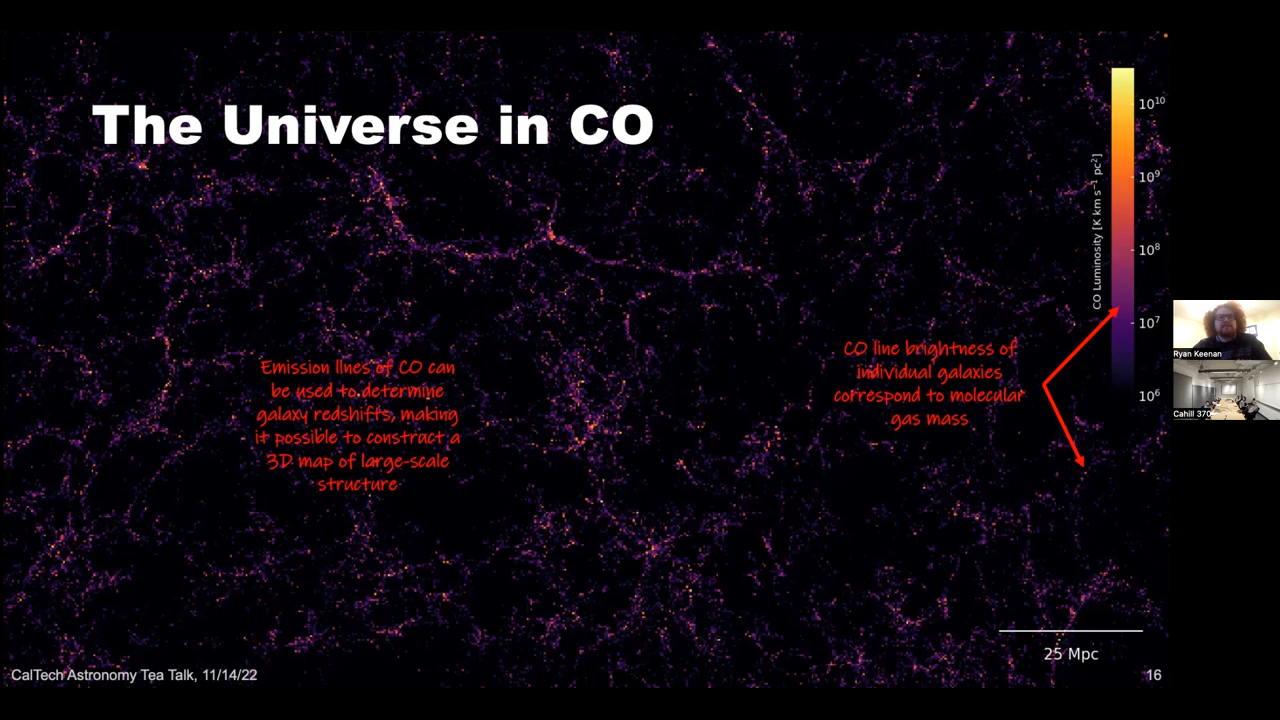 The Universe in CO
10¹⁰
10⁹
10⁸
10⁷
10⁶
CO Luminosity [K km s⁻¹ pc²]
Emission lines of CO can
be used to determine
galaxy redshifts, making
it possible to construct a
3D map of large-scale
structure
CO line brightness of
individual galaxies
correspond to molecular
gas mass
Ryan Keenan
Cahill 370
25 Mpc
CalTech Astronomy Tea Talk, 11/14/22
16